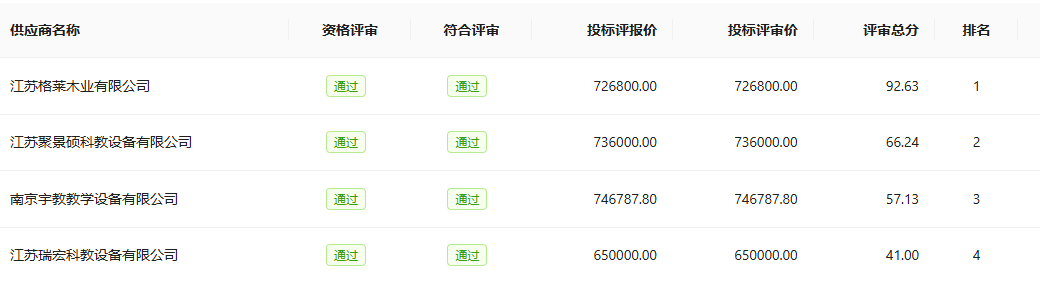 供应商名称 资格评审 符合评审 投标评报价 投标评审价 评审总分 排名
江苏格莱木业有限公司 通过 通过 726800.00 726800.00 92.63 1
江苏聚景硕科教设备有限公司 通过 通过 736000.00 736000.00 66.24 2
南京宇教教学设备有限公司 通过 通过 746787.80 746787.80 57.13 3
江苏瑞宏科教设备有限公司 通过 通过 650000.00 650000.00 41.00 4